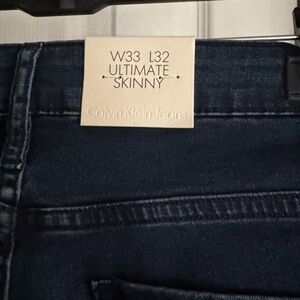 W33 L32
ULTIMATE
SKINNY
Calvin Klein Jeans